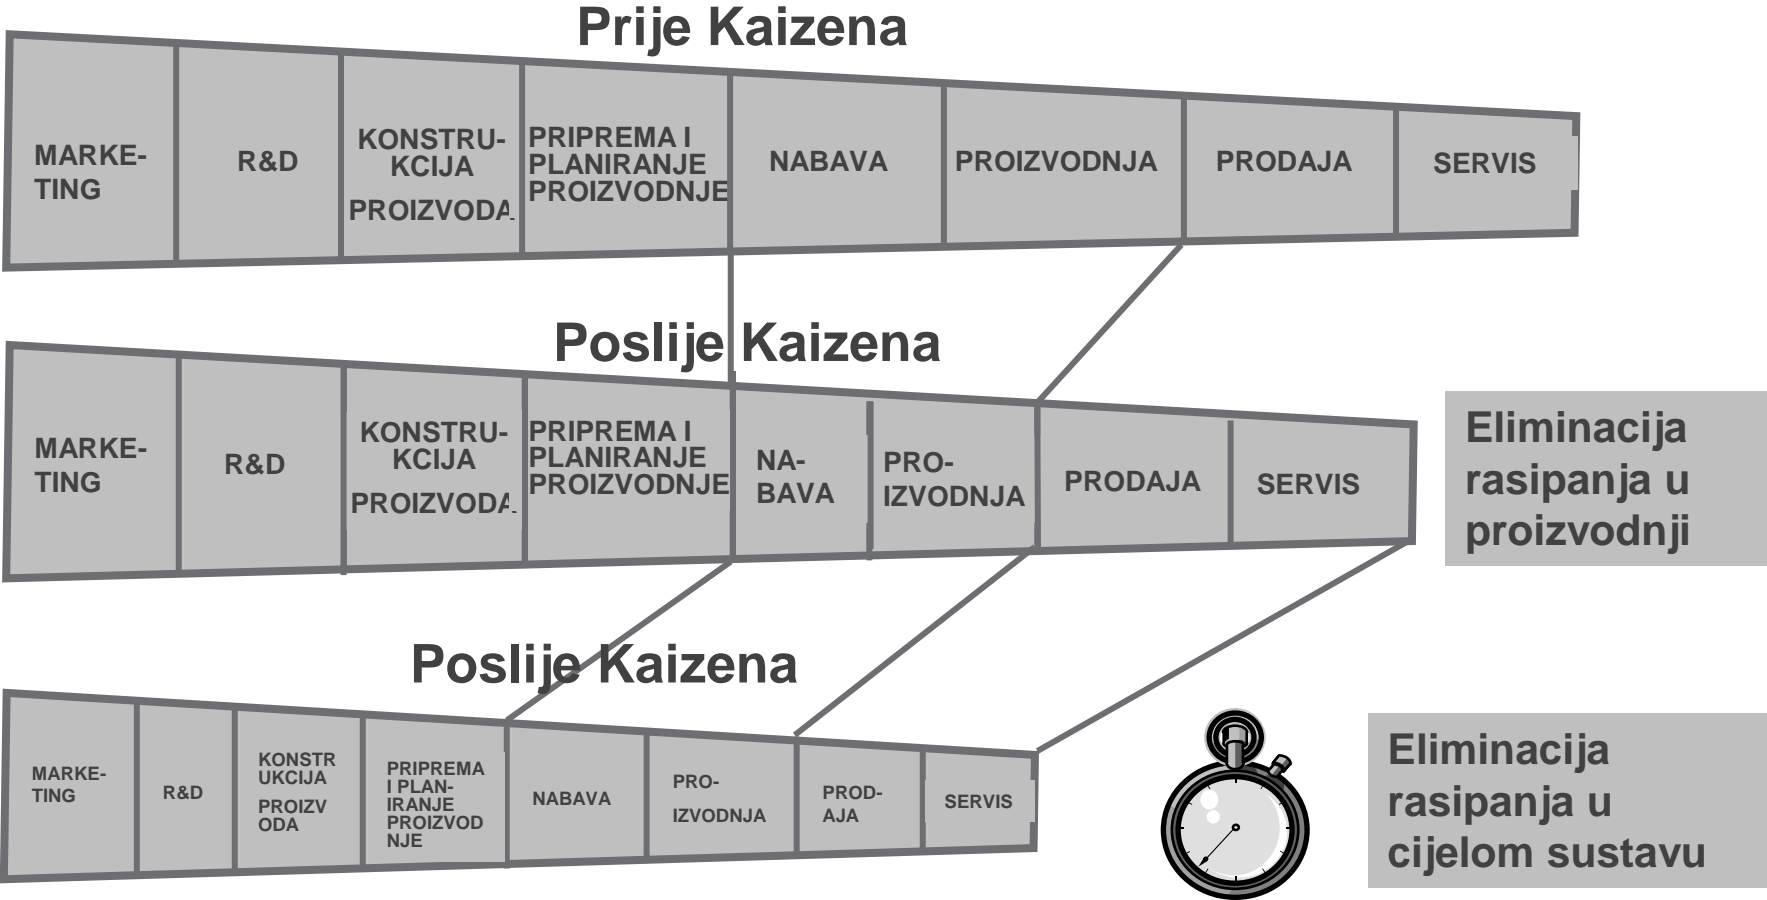 Prije Kaizena
MARKE-
TING
R&D
KONSTRU-
KCIJA
PROIZVODA
PRIPREMA I
PLANIRANJE
PROIZVODNJE
NABAVA
PROIZVODNJA
PRODAJA
SERVIS
Poslije Kaizena
MARKE-
TING
R&D
KONSTRU-
KCIJA
PROIZVODA
PRIPREMA I
PLANIRANJE
PROIZVODNJE
NA-
BAVA
PRO-
IZVODNJA
PRODAJA
SERVIS
Eliminacija
rasipanja u
proizvodnji
Poslije Kaizena
MARKE-
TING
R&D
KONSTR
UKCIJA
PROIZV
ODA
PRIPREMA
I PLAN-
IRANJE
PROIZVOD
NJE
NABAVA
PRO-
IZVODNJA
PROD-
AJA
SERVIS
Eliminacija
rasipanja u
cijelom sustavu